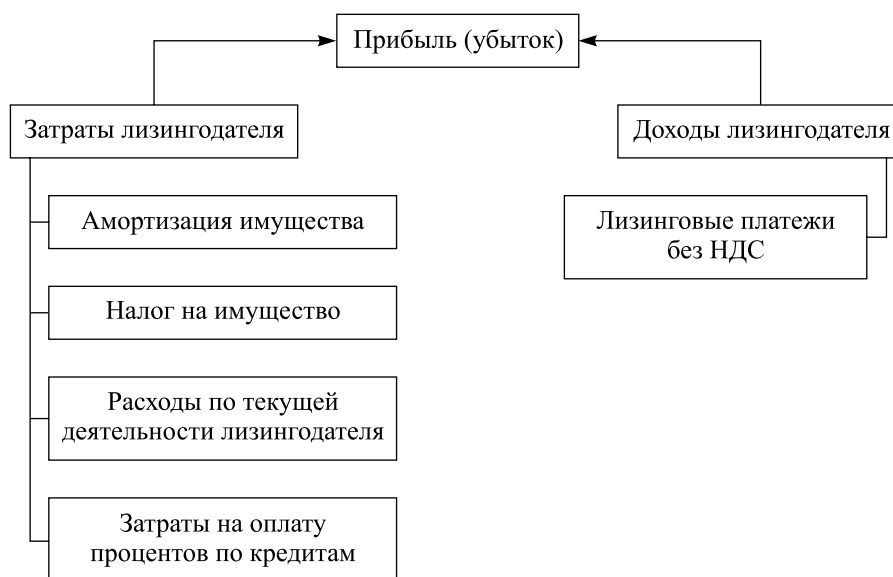 Прибыль (убыток)
Затраты лизингодателя
Доходы лизингодателя
Амортизация имущества
Лизинговые платежи
без НДС
Налог на имущество
Расходы по текущей
деятельности лизингодателя
Затраты на оплату
процентов по кредитам